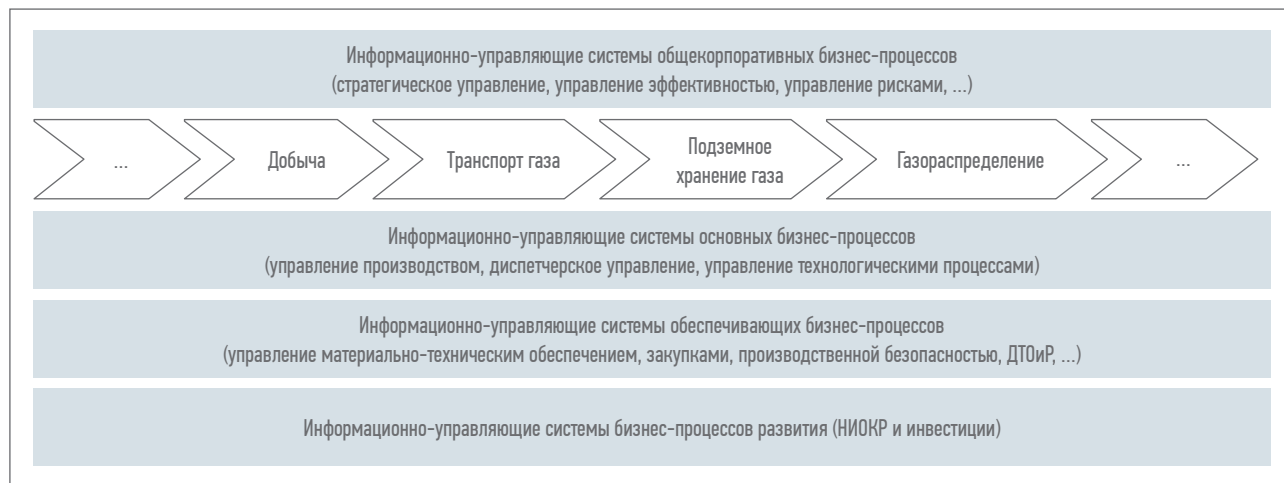 Информационно-управляющие системы общекорпоративных бизнес-процессов
(стратегическое управление, управление эффективностью, управление рисками, ...)
...
Добыча
Транспорт газа
Подземное
хранение газа
Газораспределение
...
Информационно-управляющие системы основных бизнес-процессов
(управление производством, диспетчерское управление, управление технологическими процессами)
Информационно-управляющие системы обеспечивающих бизнес-процессов
(управление материально-техническим обеспечением, закупками, производственной безопасностью, ДТОиР, ...)
Информационно-управляющие системы бизнес-процессов развития (НИОКР и инвестиции)